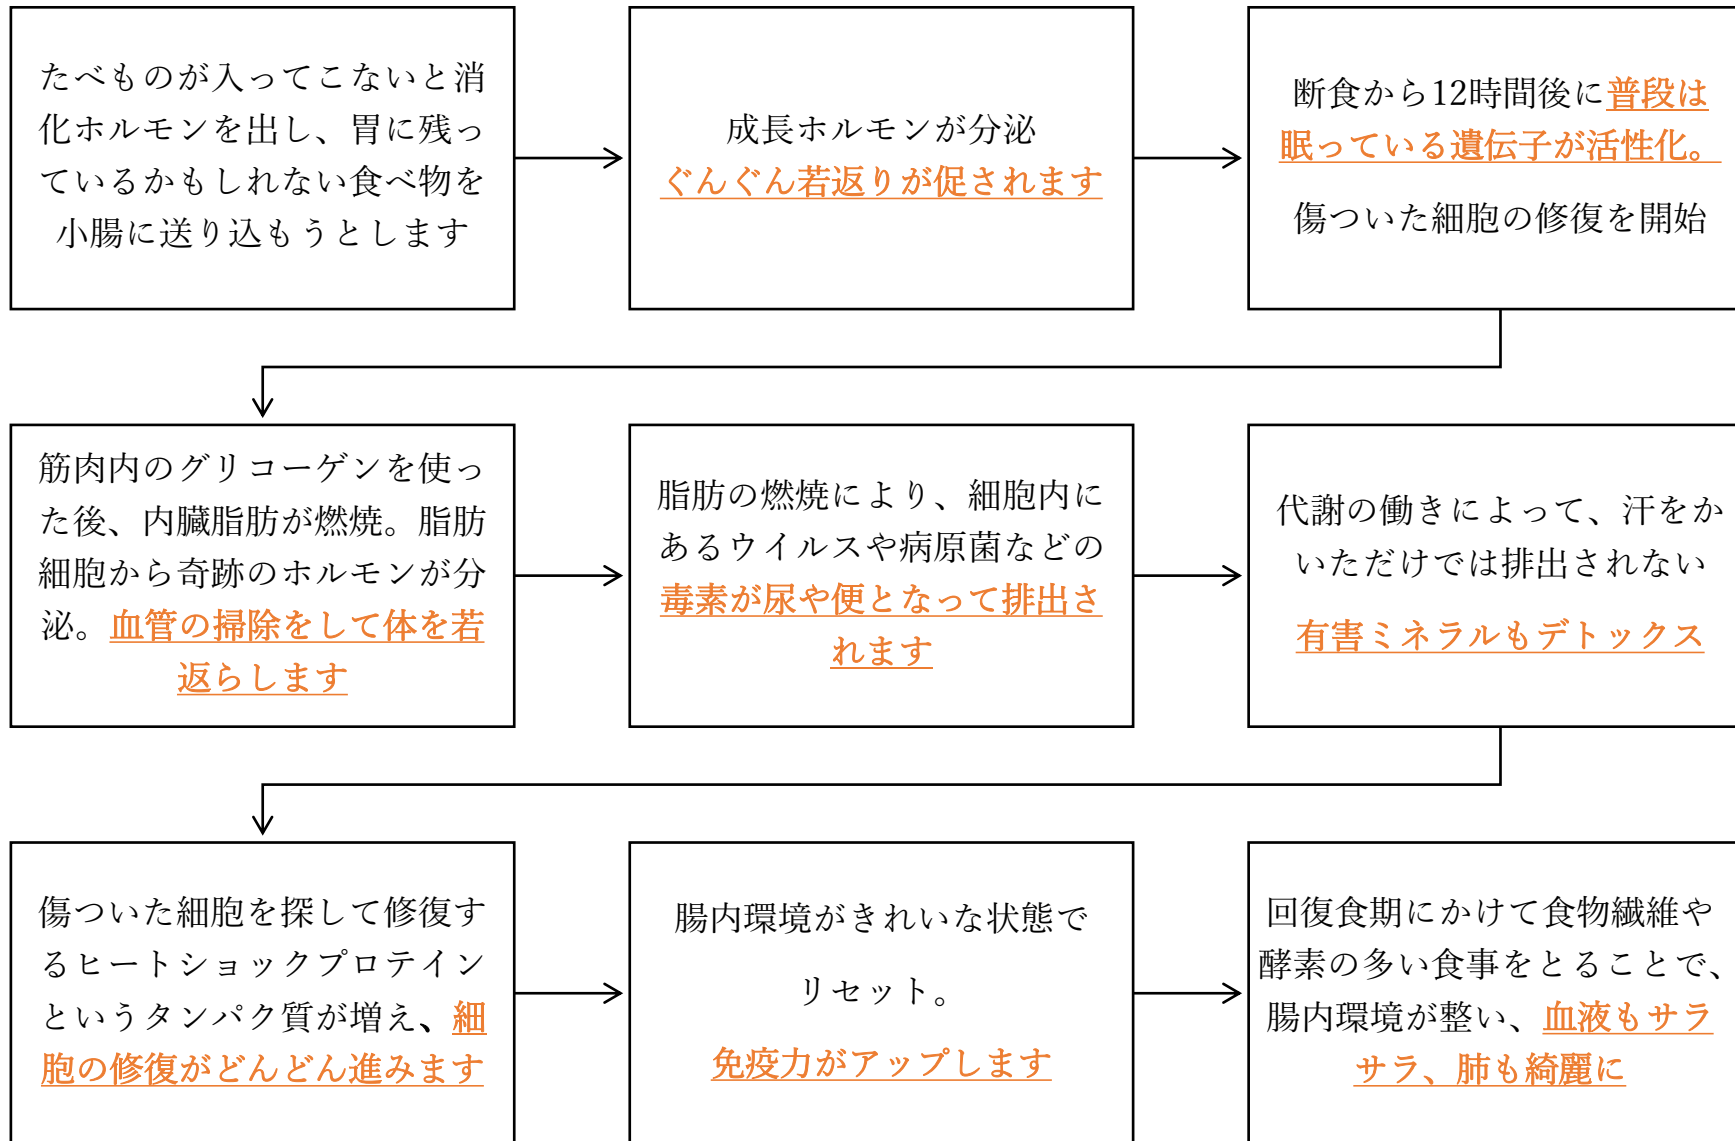 たべものが入ってこないと消
化ホルモンを出し、胃に残っ
ているかもしれない食べ物を
小腸に送り込もうとします
成長ホルモンが分泌
ぐんぐん若返りが促されます
断食から12時間後に普段は
眠っている遺伝子が活性化。
傷ついた細胞の修復を開始
筋肉内のグリコーゲンを使っ
た後、内臓脂肪が燃焼。脂肪
細胞から奇跡のホルモンが分
泌。血管の掃除をして体を若
返らします
脂肪の燃焼により、細胞内に
あるウイルスや病原菌などの
毒素が尿や便となって排出さ
れます
代謝の働きによって、汗をか
いただけでは排出されない
有害ミネラルもデトックス
傷ついた細胞を探して修復す
るヒートショックプロテイン
というタンパク質が増え、細
胞の修復がどんどん進みます
腸内環境がきれいな状態で
リセット。
免疫力がアップします
回復食期にかけて食物繊維や
酵素の多い食事をとることで、
腸内環境が整い、血液もサラ
サラ、肺も綺麗に